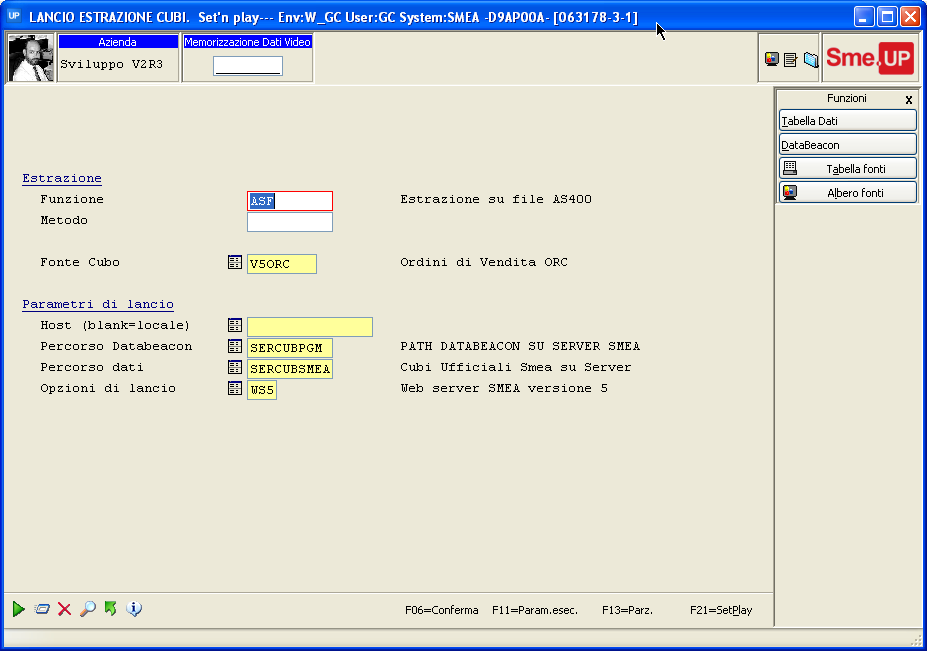 UP LANCIO ESTRAZIONE CUBI. Set'n play--- Env:W_GC User:GC System:SMEA -D9AP00A- [063178-3-1]
Azienda
Sviluppo V2R3
Memorizzazione Dati Video
Sme.UP
Funzioni x
Tabella Dati
DataBeacon
Tabella fonti
Albero fonti
Estrazione
Funzione ASF Estrazione su file AS400
Metodo
Fonte Cubo V5ORC Ordini di Vendita ORC
Parametri di lancio
Host (blank=locale)
Percorso Databeacon SERCUBPGM PATH DATABEACON SU SERVER SMEA
Percorso dati SERCUBSMEA Cubi Ufficiali Smea su Server
Opzioni di lancio WS5 Web server SMEA versione 5
F06=Conferma F11=Param.esec. F13=Parz. F21=SetPlay